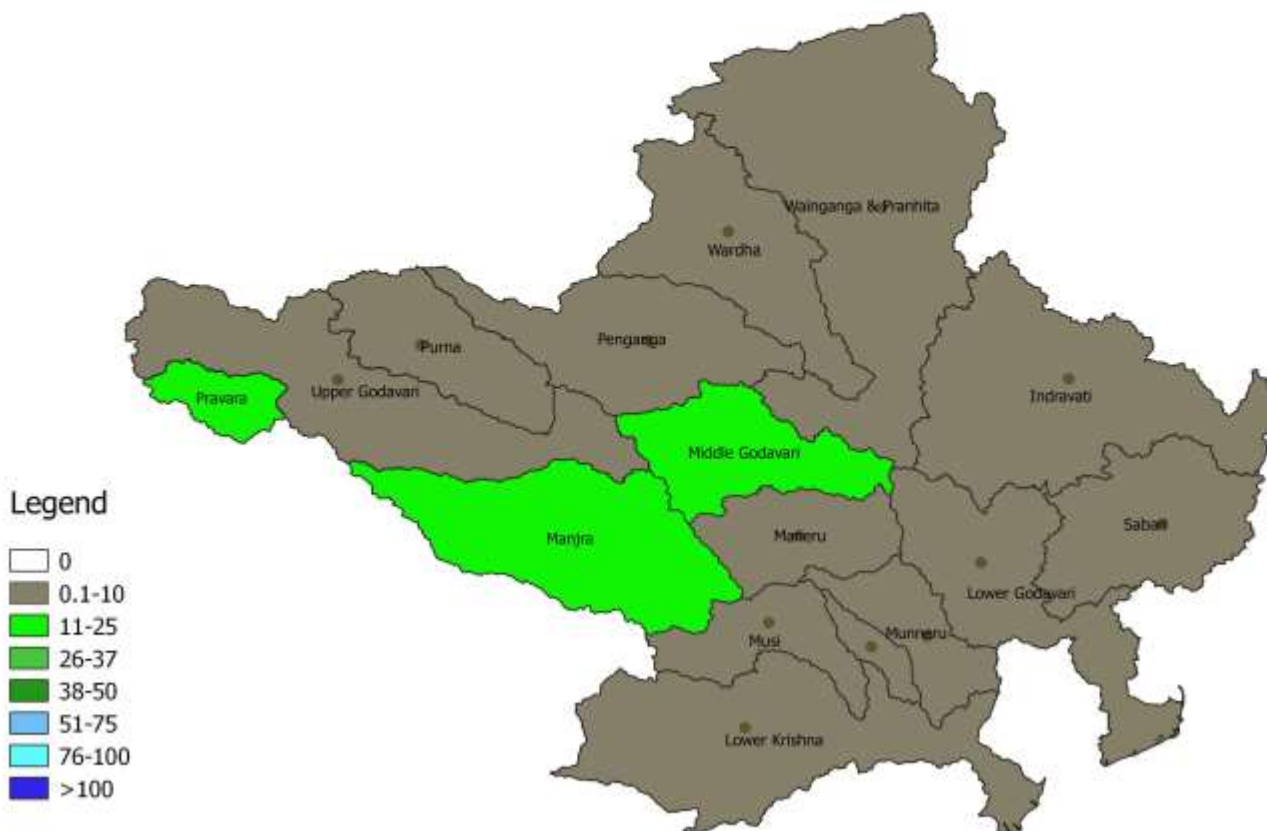 Wainganga & Pranhita
Wardha
Penganga
Purna
Upper Godavari
Pravara
Indravati
Middle Godavari
Manjra
Maneru
Sabari
Lower Godavari
Munneru
Musi
Lower Krishna
Legend
0
0.1-10
11-25
26-37
38-50
51-75
76-100
>100